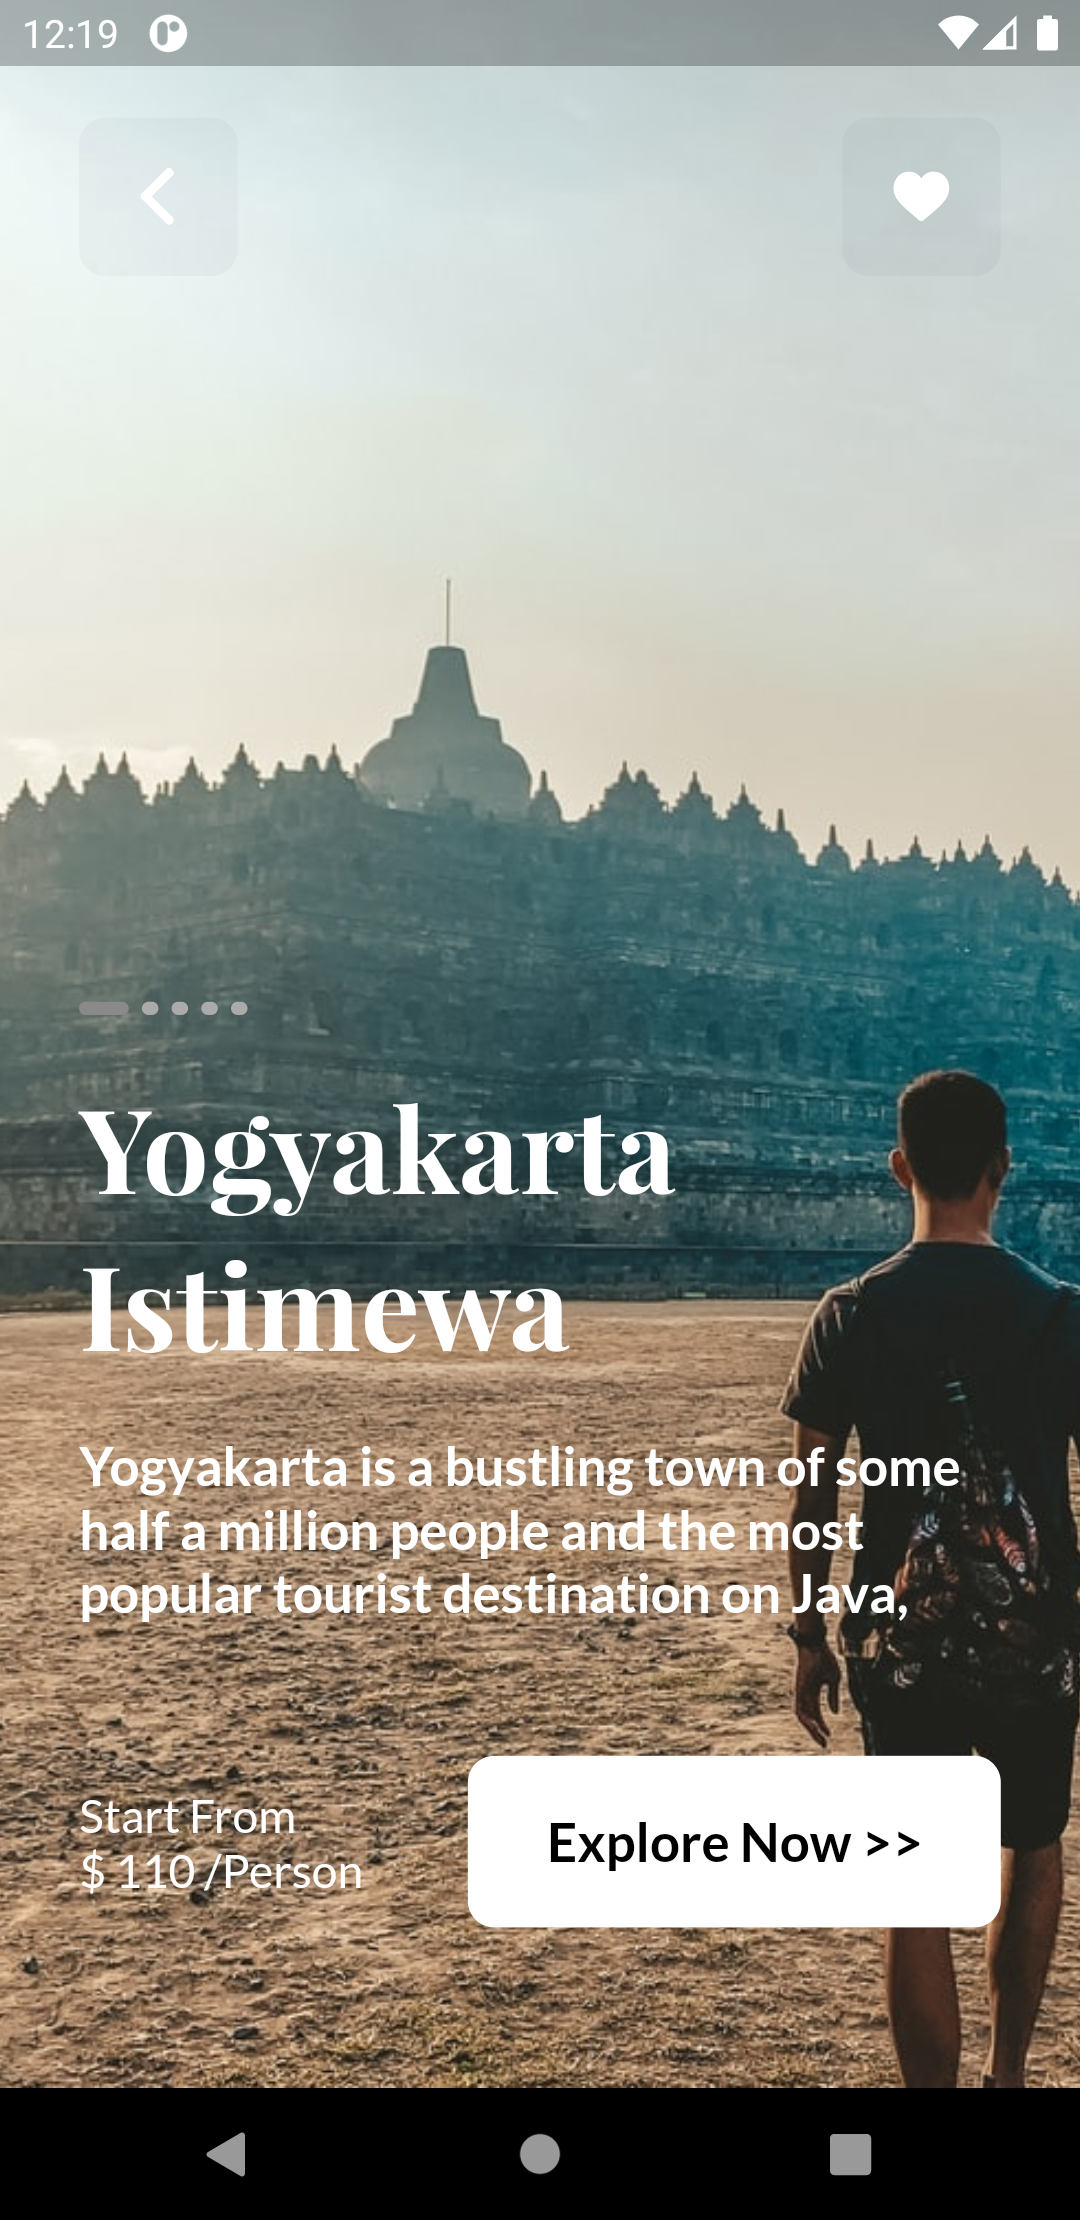 12:19
Yogyakarta
Istimewa
Yogyakarta is a bustling town of some
half a million people and the most
popular tourist destination on Java,
Start From
$ 110 /Person
Explore Now >>